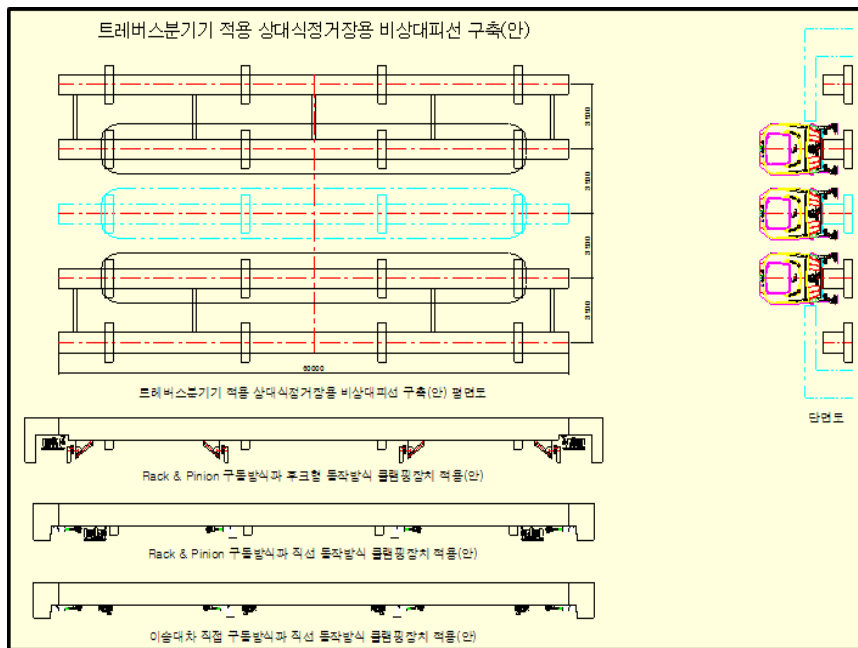 트레버스분기기 적용 상대식정거장용 비상대피선 구축(안)
3100
3100
3100
3100
60000
트레버스분기기 적용 상대식정거장용 비상대피선 구축(안) 평면도
단면도
Rack & Pinion 구동방식과 후크형 동작방식 클램핑장치 적용(안)
Rack & Pinion 구동방식과 직선 동작방식 클램핑장치 적용(안)
이송대차 직접 구동방식과 직선 동작방식 클램핑장치 적용(안)